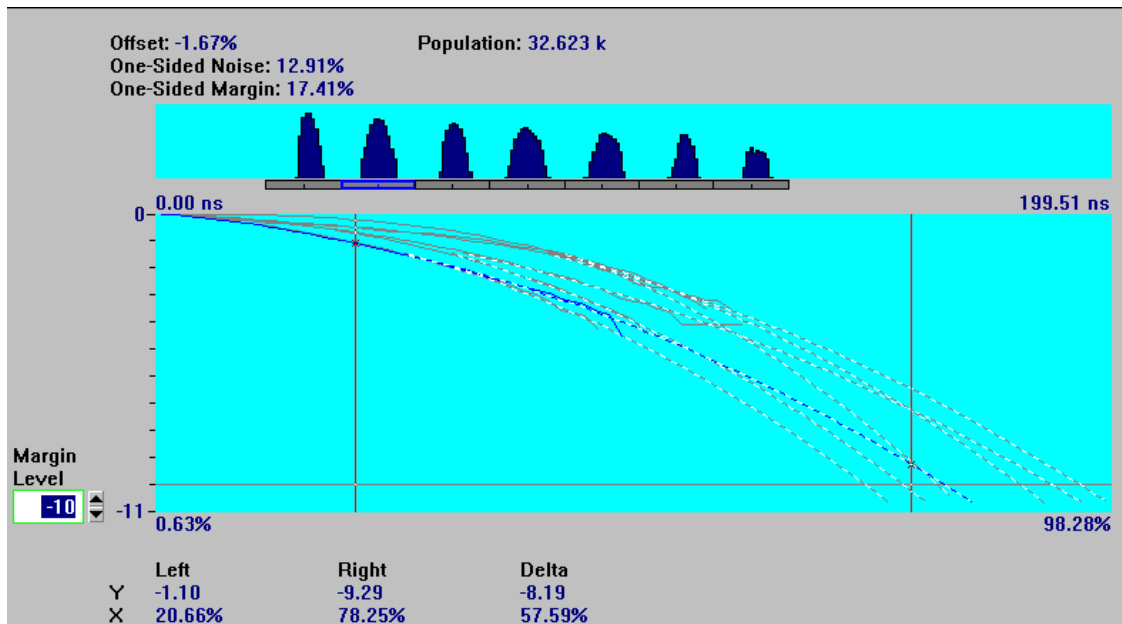 Offset: -1.67% Population: 32.623 k
One-Sided Noise: 12.91%
One-Sided Margin: 17.41%
0.00 ns 199.51 ns
0
Margin
Level
-10
-11
0.63% 98.28%
Left Right Delta
Y -1.10 -9.29 -8.19
X 20.66% 78.25% 57.59%